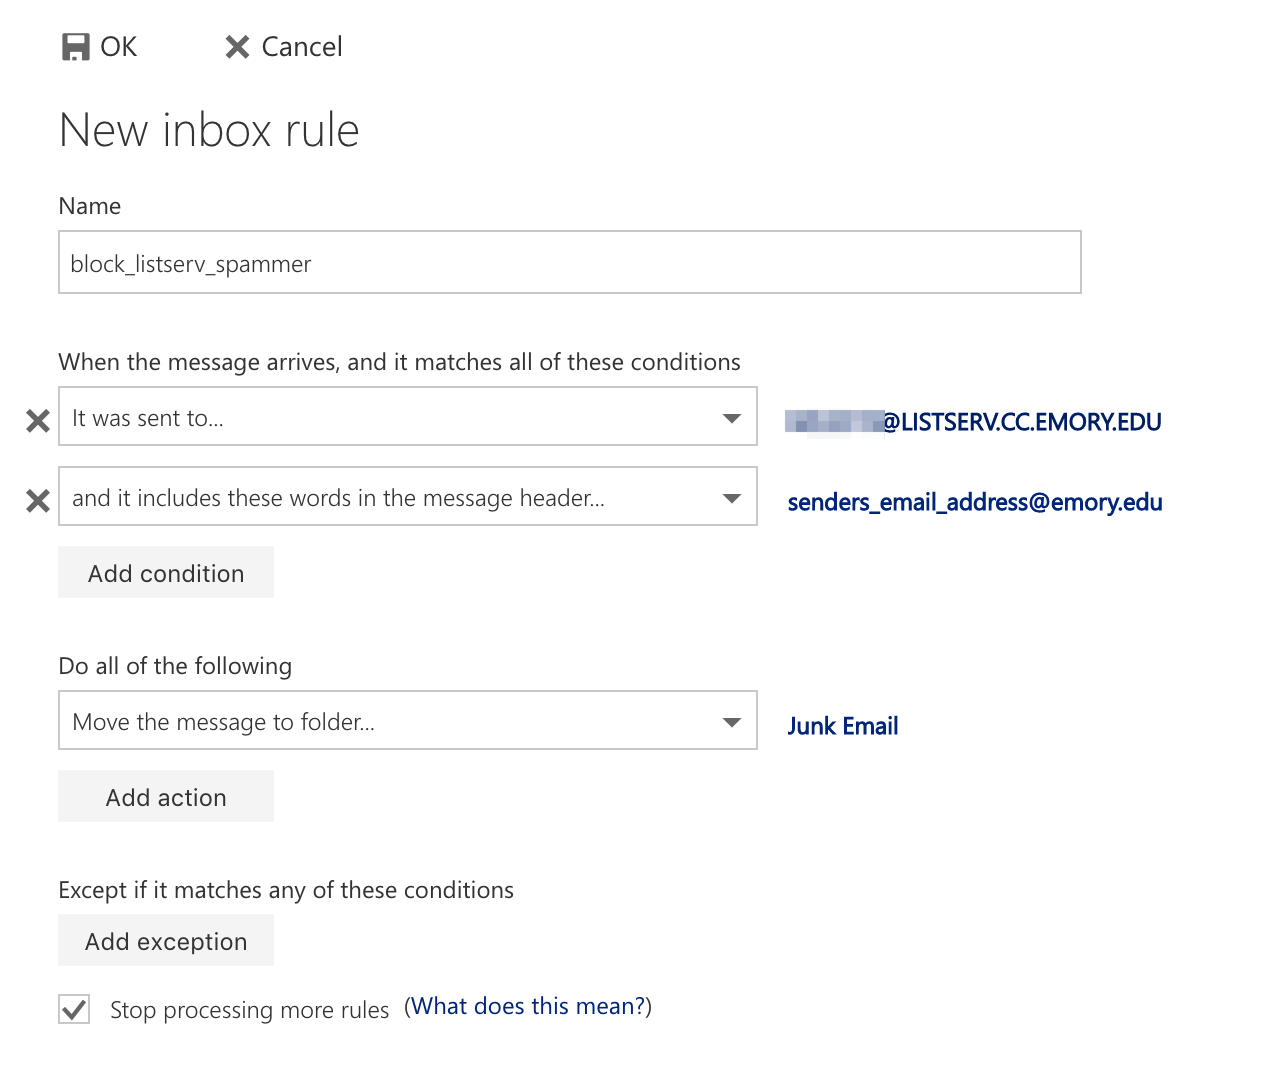 OK Cancel
New inbox rule
Name
block_listserv_spammer
When the message arrives, and it matches all of these conditions
It was sent to... @LISTSERV.CC.EMORY.EDU
and it includes these words in the message header... senders_email_address@emory.edu
Add condition
Do all of the following
Move the message to folder... Junk Email
Add action
Except if it matches any of these conditions
Add exception
Stop processing more rules (What does this mean?)